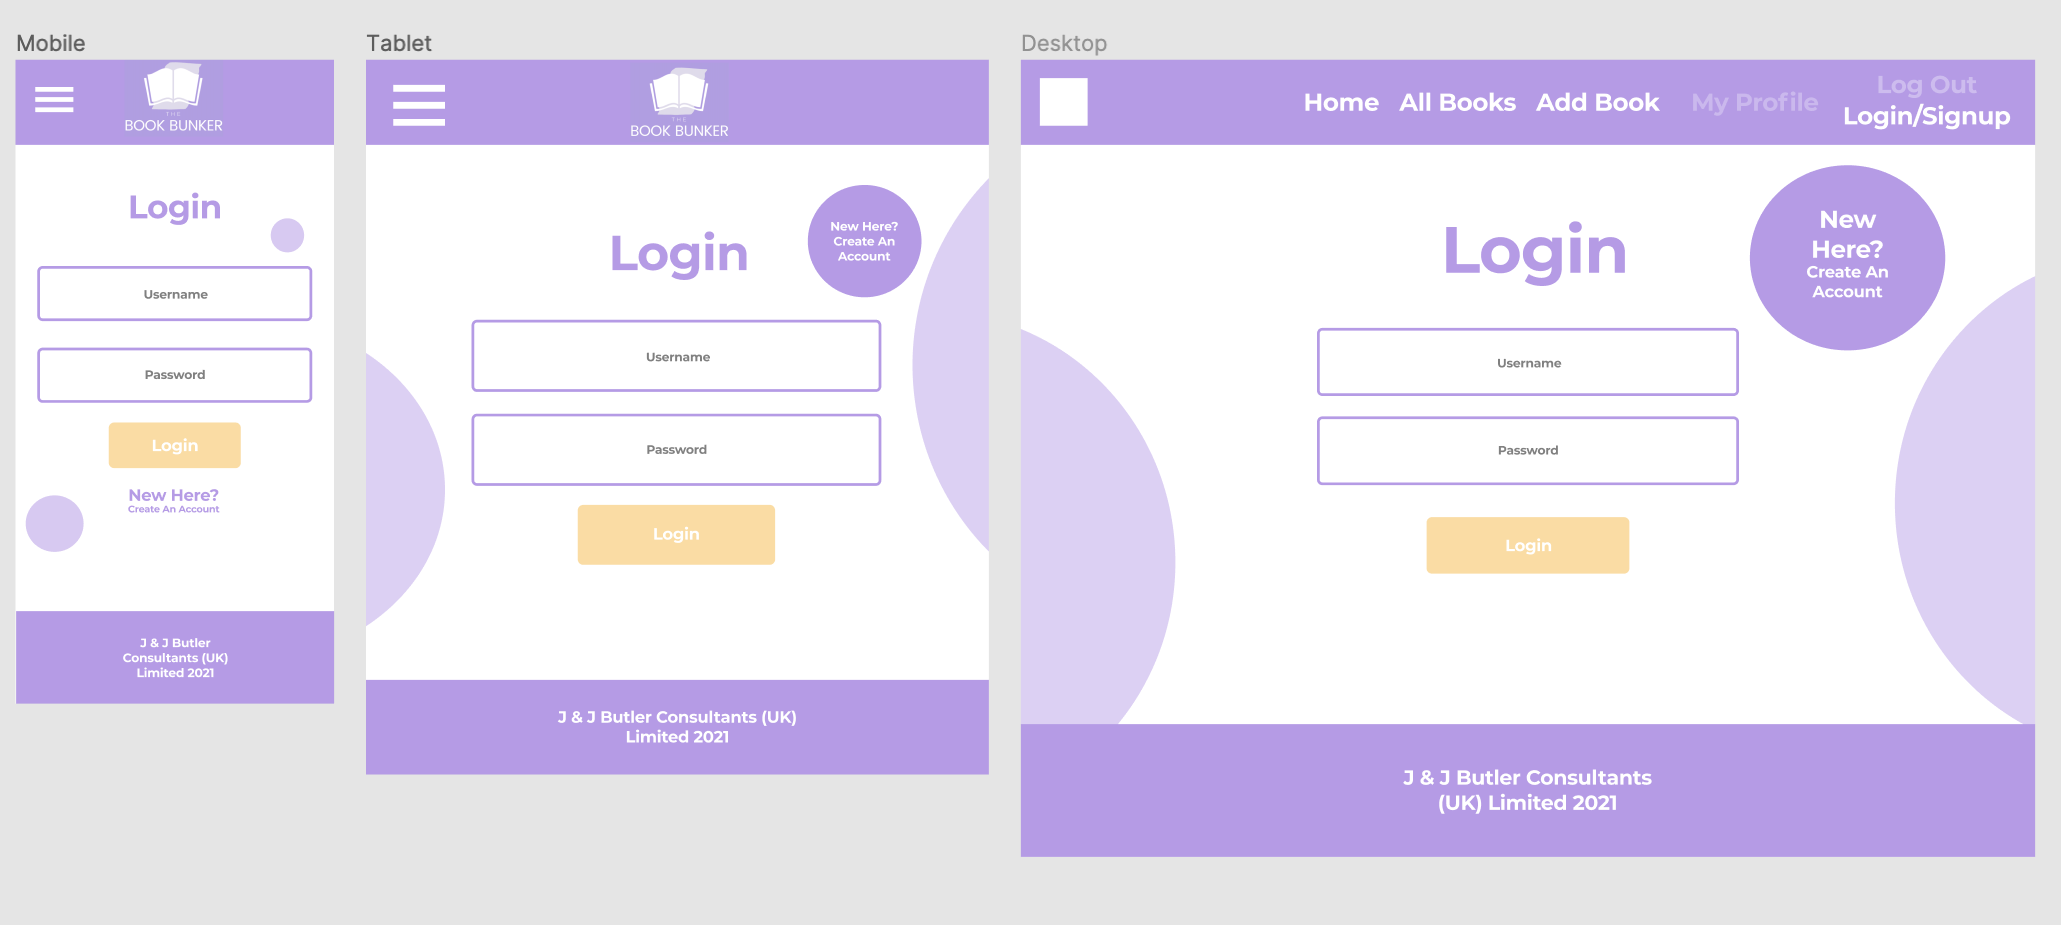 Mobile
THE
BOOK BUNKER
Login
Username
Password
Login
New Here?
Create An Account
J & J Butler
Consultants (UK)
Limited 2021
Tablet
THE
BOOK BUNKER
New Here?
Create An
Account
Login
Username
Password
Login
J & J Butler Consultants (UK)
Limited 2021
Desktop
Home All Books Add Book My Profile
Log Out
Login/Signup
New
Here?
Create An
Account
Login
Username
Password
Login
J & J Butler Consultants
(UK) Limited 2021